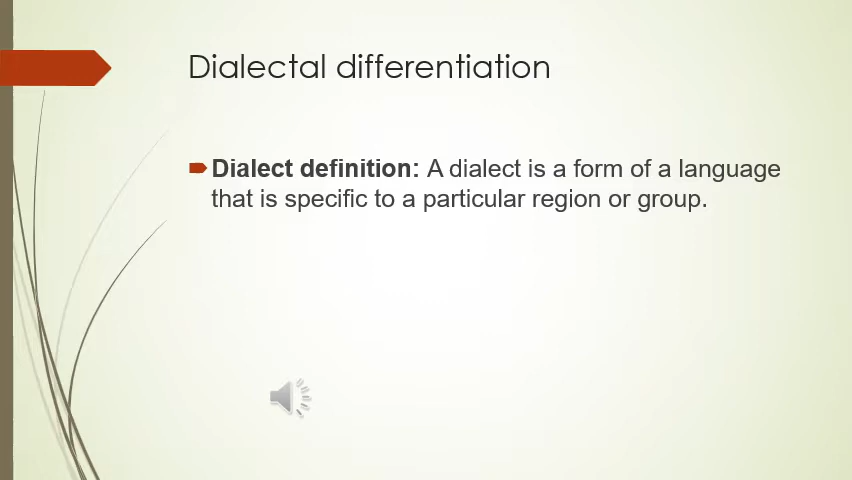 Dialectal differentiation
Dialect definition: A dialect is a form of a language
that is specific to a particular region or group.